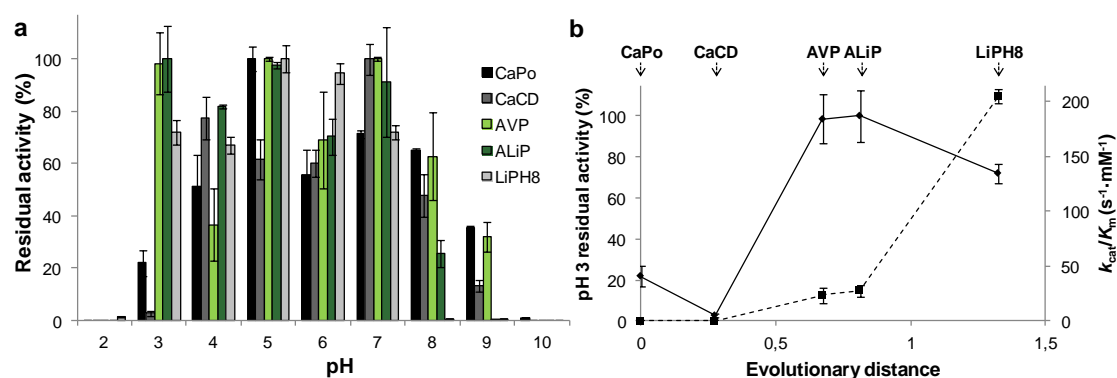 a
Residual activity (%)
100
80
60
40
20
0
2 3 4 5 6 7 8 9 10
pH
CaPo
CaCD
AVP
ALiP
LiPH8
b
CaPo CaCD AVP ALiP LiPH8
pH 3 residual activity (%)
100
80
60
40
20
0
0 0,5 1 1,5
Evolutionary distance
200
150
100
50
0
kcat/Km (s-1·mM-1)